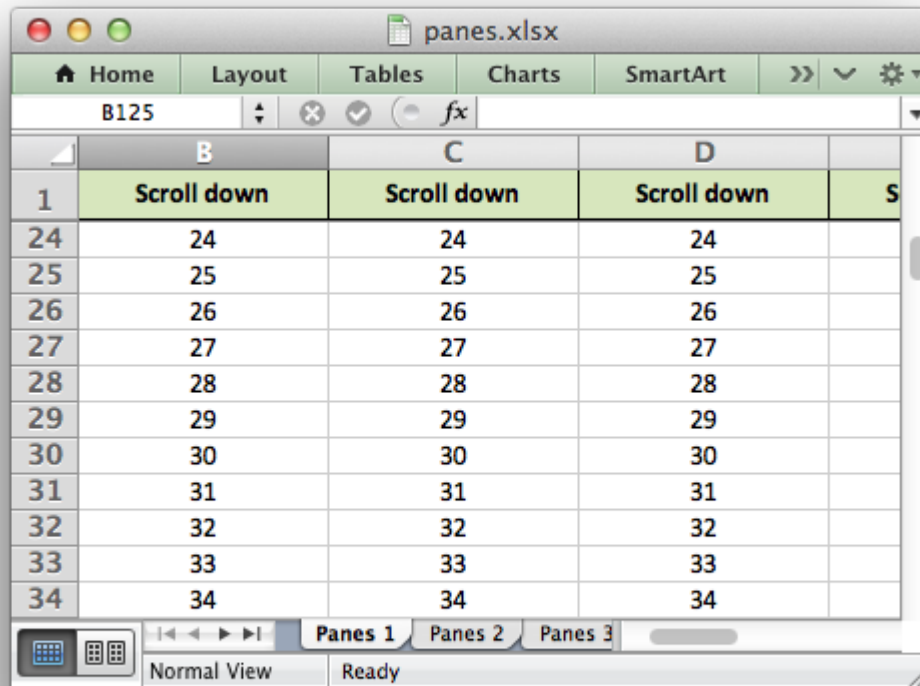 panes.xlsx
Home Layout Tables Charts SmartArt
B125 fx
B C D
1 Scroll down Scroll down Scroll down S
24 24 24 24
25 25 25 25
26 26 26 26
27 27 27 27
28 28 28 28
29 29 29 29
30 30 30 30
31 31 31 31
32 32 32 32
33 33 33 33
34 34 34 34
Panes 1 Panes 2 Panes 3
Normal View Ready